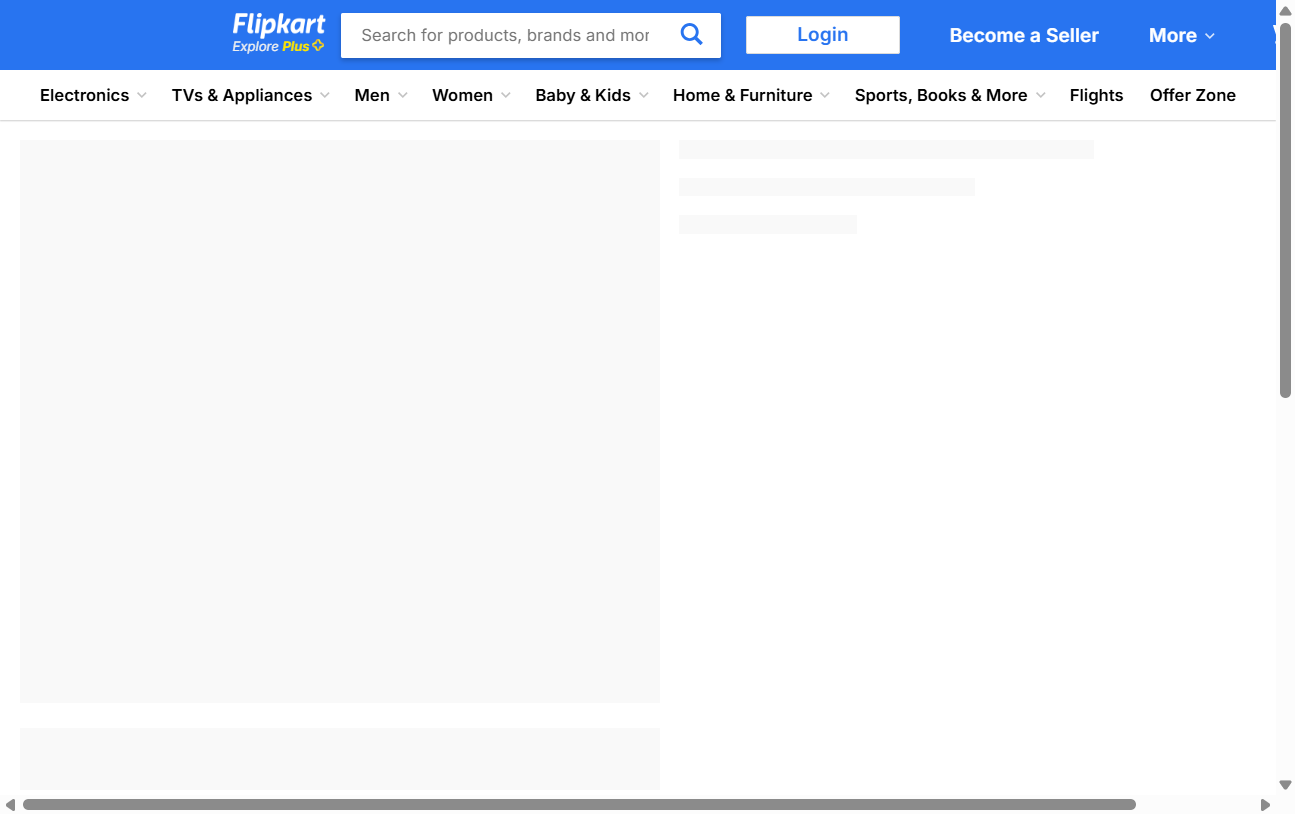 Flipkart
Explore Plus
Search for products, brands and mor
Login
Become a Seller
More
Electronics
TVs & Appliances
Men
Women
Baby & Kids
Home & Furniture
Sports, Books & More
Flights
Offer Zone